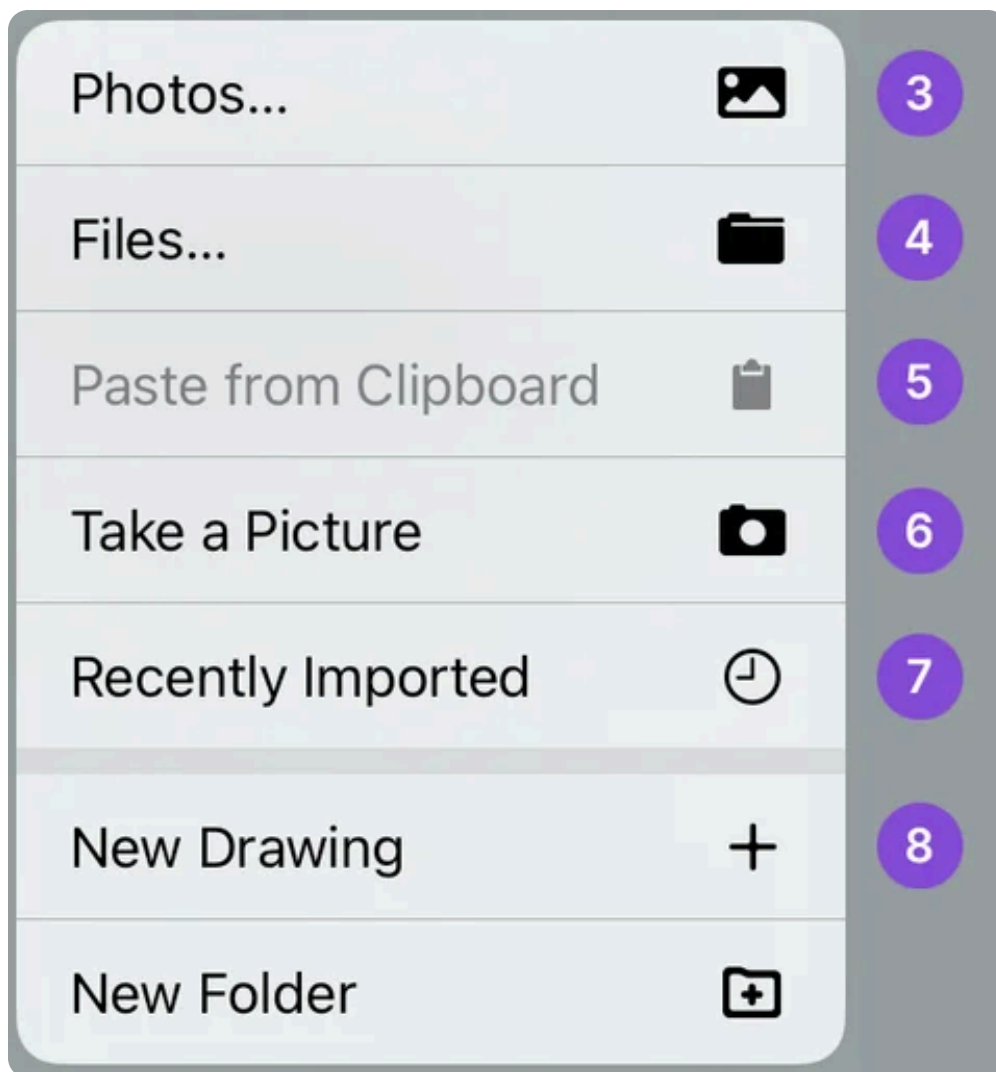 Photos... 3
Files... 4
Paste from Clipboard 5
Take a Picture 6
Recently Imported 7
New Drawing 8
New Folder